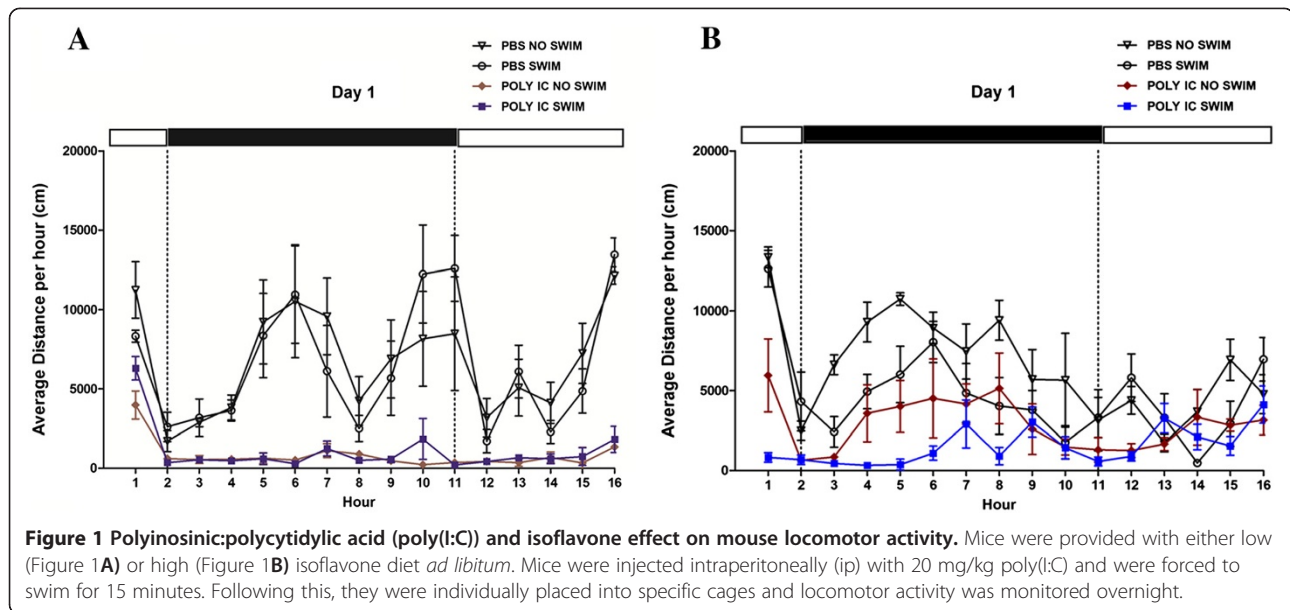 A
PBS NO SWIM
PBS SWIM
POLY IC NO SWIM
POLY IC SWIM
Day 1
20000
15000
10000
5000
0
Average Distance per hour (cm)
1 2 3 4 5 6 7 8 9 10 11 12 13 14 15 16
Hour
B
PBS NO SWIM
PBS SWIM
POLY IC NO SWIM
POLY IC SWIM
Day 1
20000
15000
10000
5000
0
Average Distance per hour (cm)
1 2 3 4 5 6 7 8 9 10 11 12 13 14 15 16
Hour
Figure 1 Polyinosinic:polycytidylic acid (poly(I:C)) and isoflavone effect on mouse locomotor activity. Mice were provided with either low
(Figure 1A) or high (Figure 1B) isoflavone diet ad libitum. Mice were injected intraperitoneally (ip) with 20 mg/kg poly(I:C) and were forced to
swim for 15 minutes. Following this, they were individually placed into specific cages and locomotor activity was monitored overnight.